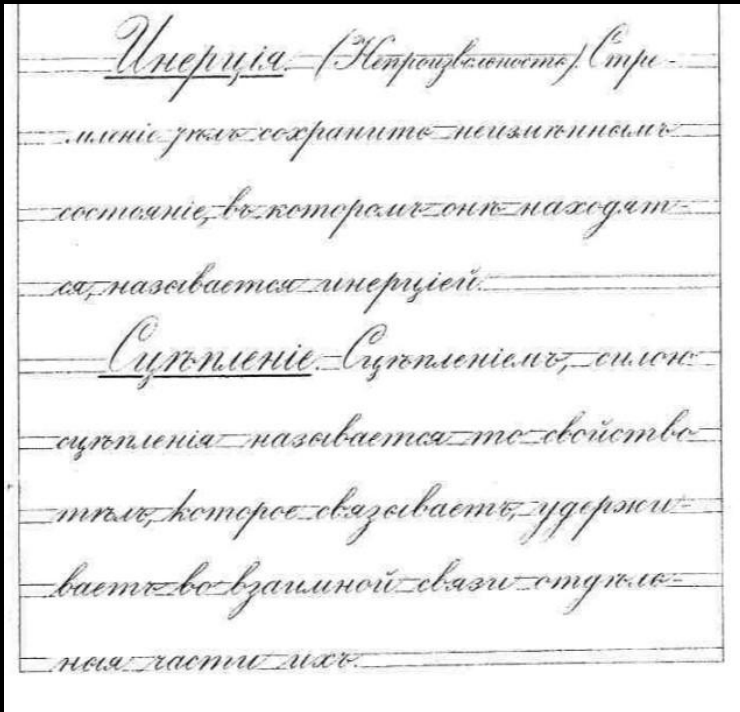 Инерція. (Непроизвольность). Стре-
мленіе тѣлъ сохранить неизмѣннымъ
состояніе, въ которомъ онѣ находят-
ся, называется инерціей.
Сцѣпленіе. Сцѣпленіемъ, силою
сцѣпленія называется то свойство
тѣлъ, которое связываетъ, удержи-
ваетъ во взаимной связи отдѣль-
ныя части ихъ.